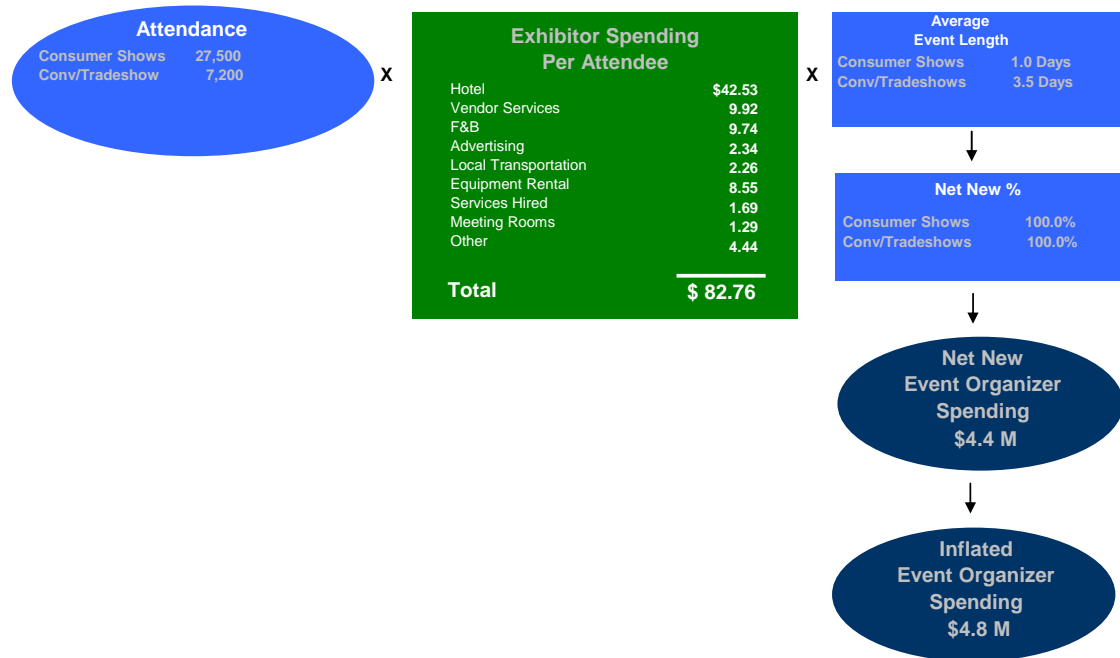 Attendance
Consumer Shows 27,500
Conv/Tradeshow 7,200
X
Exhibitor Spending
Per Attendee
Hotel $42.53
Vendor Services 9.92
F&B 9.74
Advertising 2.34
Local Transportation 2.26
Equipment Rental 8.55
Services Hired 1.69
Meeting Rooms 1.29
Other 4.44
Total $ 82.76
X
Average
Event Length
Consumer Shows 1.0 Days
Conv/Tradeshows 3.5 Days
Net New %
Consumer Shows 100.0%
Conv/Tradeshows 100.0%
Net New
Event Organizer
Spending
$4.4 M
Inflated
Event Organizer
Spending
$4.8 M